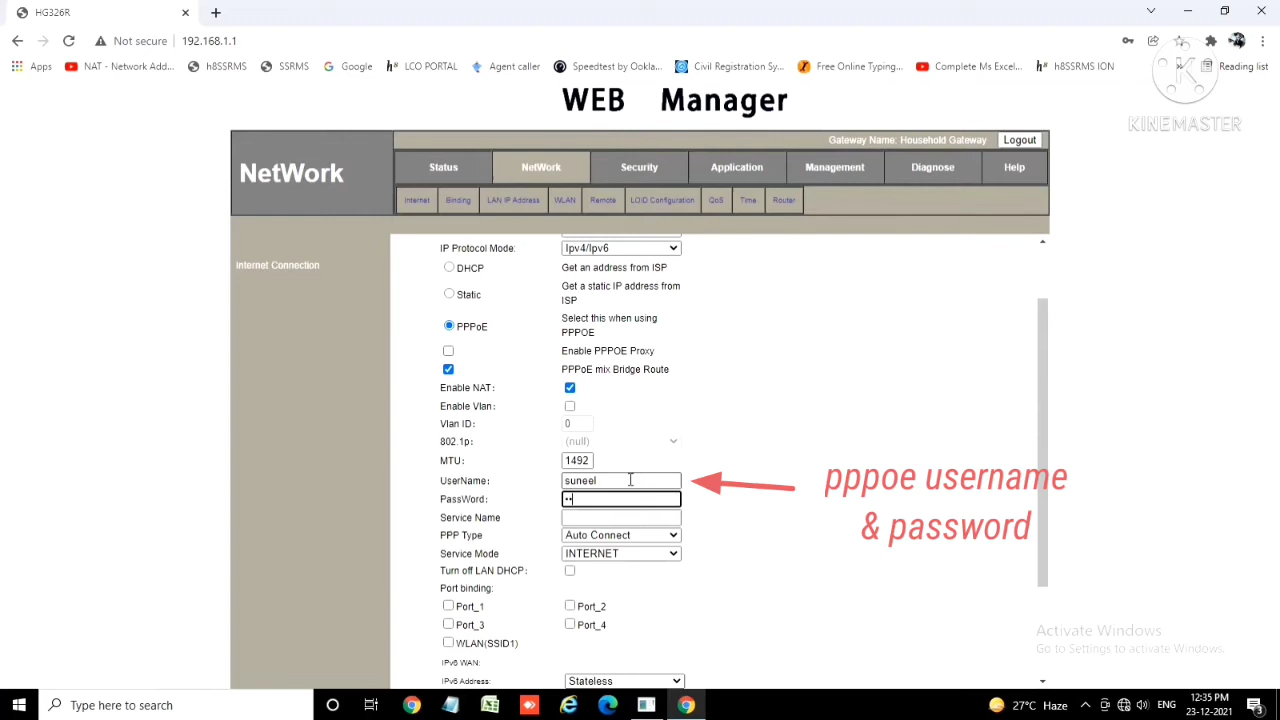 HG326R
Not secure
192.168.1.1
Apps
NAT - Network Add...
h8SSRMS
SSRMS
Google
LCO PORTAL
Agent caller
Speedtest by Ookla...
Civil Registration Sy...
Free Online Typing...
Complete Ms Excel...
h8SSRMS ION
Reading list
KINEMASTER
WEB Manager
Gateway Name: Household Gateway
Logout
NetWork
Status
NetWork
Security
Application
Management
Diagnose
Help
Internet
Binding
LAN IP Address
WLAN
Remote
LOID Configuration
QoS
Time
Router
Internet Connection
IP Protocol Mode:
Ipv4/Ipv6
DHCP
Get an address from ISP
Static
Get a static IP address from
ISP
PPPoE
Select this when using
PPPOE
Enable PPPOE Proxy
PPPoE mix Bridge Route
Enable NAT:
Enable Vlan:
Vlan ID:
0
802.1p:
(null)
MTU:
1492
UserName:
suneel
PassWord:
••
pppoe username
& password
Service Name
PPP Type
Auto Connect
Service Mode
INTERNET
Turn off LAN DHCP:
Port binding:
Port_1
Port_2
Port_3
Port_4
WLAN(SSID1)
IPv6 WAN:
IPv6 Address:
Stateless
Activate Windows
Go to Settings to activate Windows.
Type here to search
27°C Haze
ENG
12:35 PM
23-12-2021
3